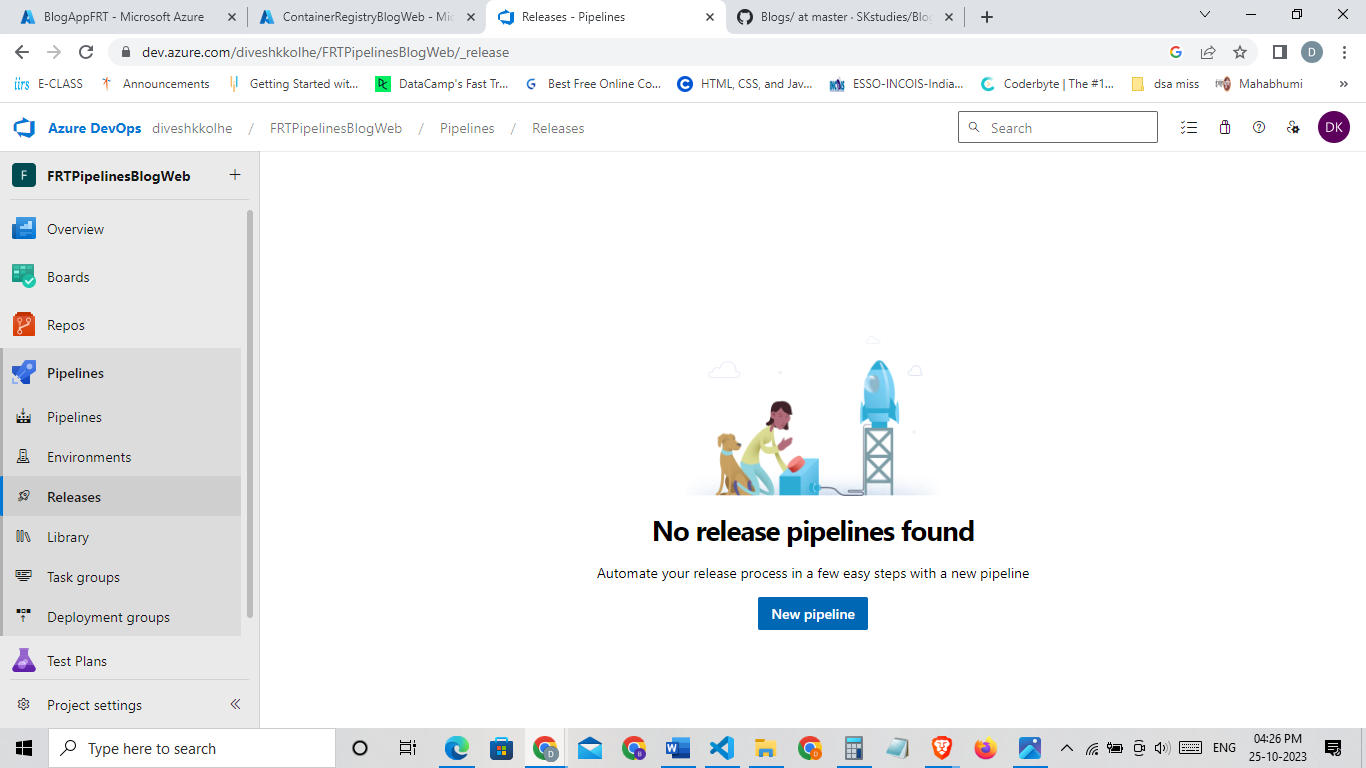 BlogAppFRT - Microsoft Azure
ContainerRegistryBlogWeb - Mic
Releases - Pipelines
Blogs/ at master · SKstudies/Blog
dev.azure.com/diveshkkolhe/FRTPipelinesBlogWeb/_release
D
E-CLASS
Announcements
Getting Started wit...
DataCamp's Fast Tr...
Best Free Online Co...
HTML, CSS, and Jav...
ESSO-INCOIS-India...
Coderbyte | The #1...
dsa miss
Mahabhumi
»
Azure DevOps diveshkkolhe / FRTPipelinesBlogWeb / Pipelines / Releases
Search
DK
F FRTPipelinesBlogWeb +
Overview
Boards
Repos
Pipelines
Pipelines
Environments
Releases
Library
Task groups
Deployment groups
Test Plans
Project settings
No release pipelines found
Automate your release process in a few easy steps with a new pipeline
New pipeline
Type here to search
ENG
04:26 PM
25-10-2023